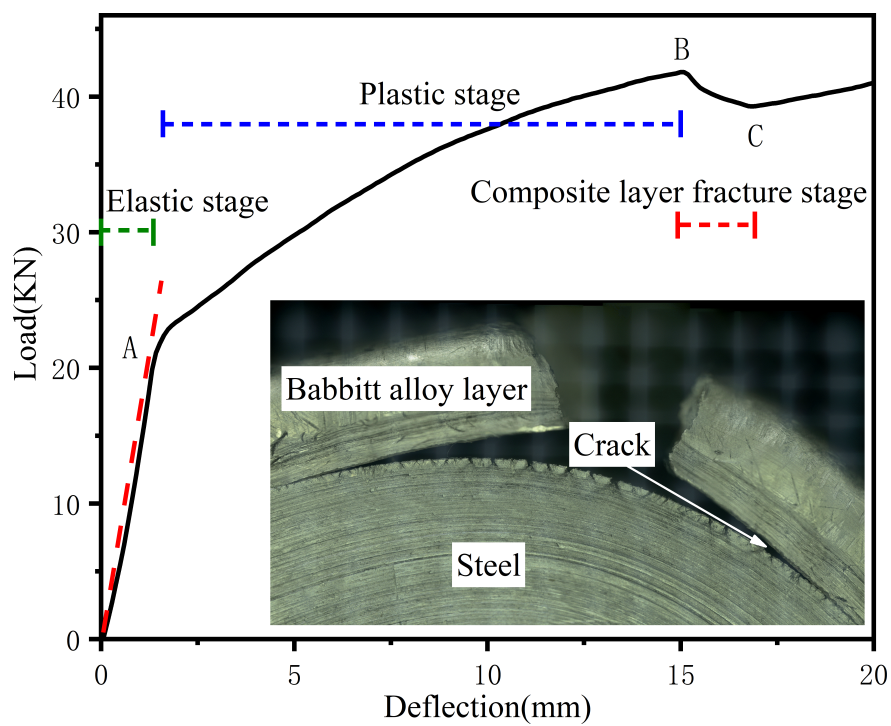 B
40
Plastic stage
C
Elastic stage
Composite layer fracture stage
30
Load(KN)
A
20
Babbitt alloy layer
Crack
10
Steel
0
0 5 10 15 20
Deflection(mm)